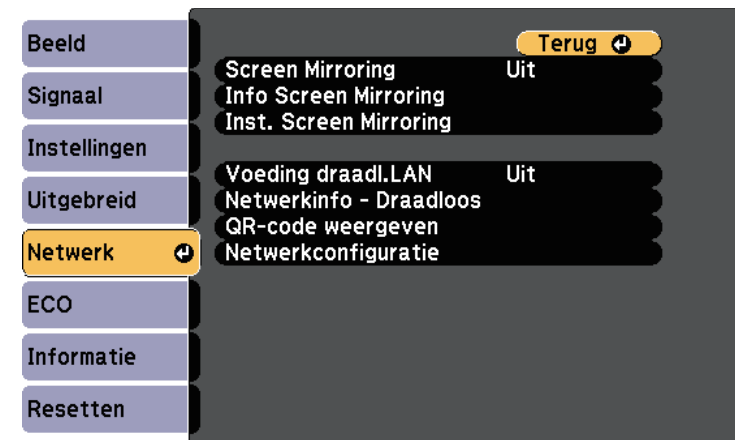 Beeld
Signaal
Instellingen
Uitgebreid
Netwerk
ECO
Informatie
Resetten
Terug
Screen Mirroring Uit
Info Screen Mirroring
Inst. Screen Mirroring
Voeding draadl.LAN Uit
Netwerkinfo - Draadloos
QR-code weergeven
Netwerkconfiguratie